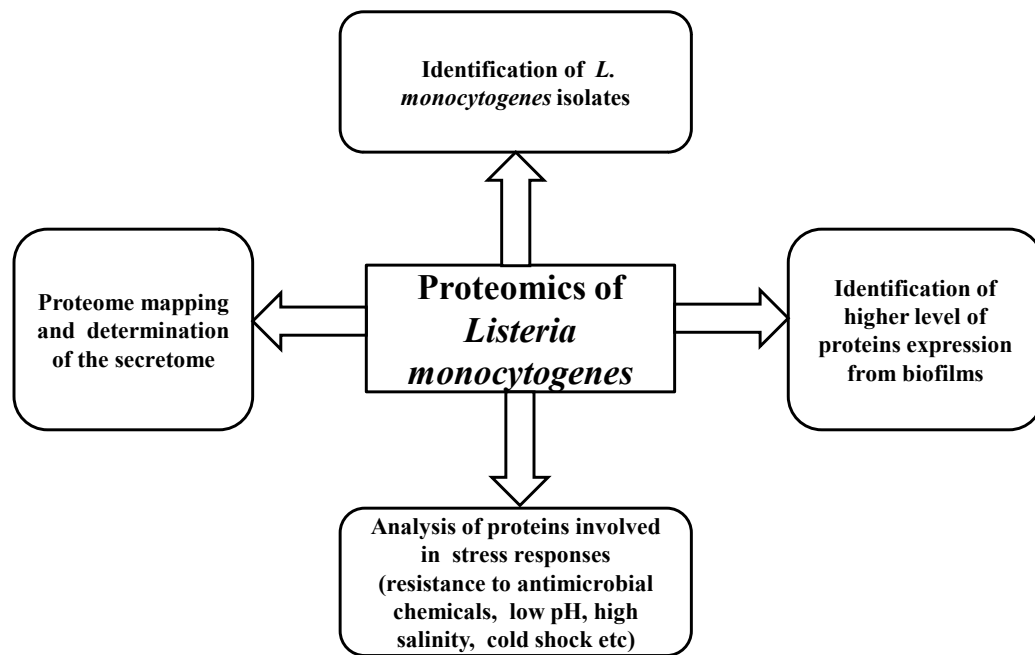 Identification of L.
monocytogenes isolates
Proteome mapping
and determination
of the secretome
Proteomics of
Listeria
monocytogenes
Identification of
higher level of
proteins expression
from biofilms
Analysis of proteins involved
in stress responses
(resistance to antimicrobial
chemicals, low pH, high
salinity, cold shock etc)